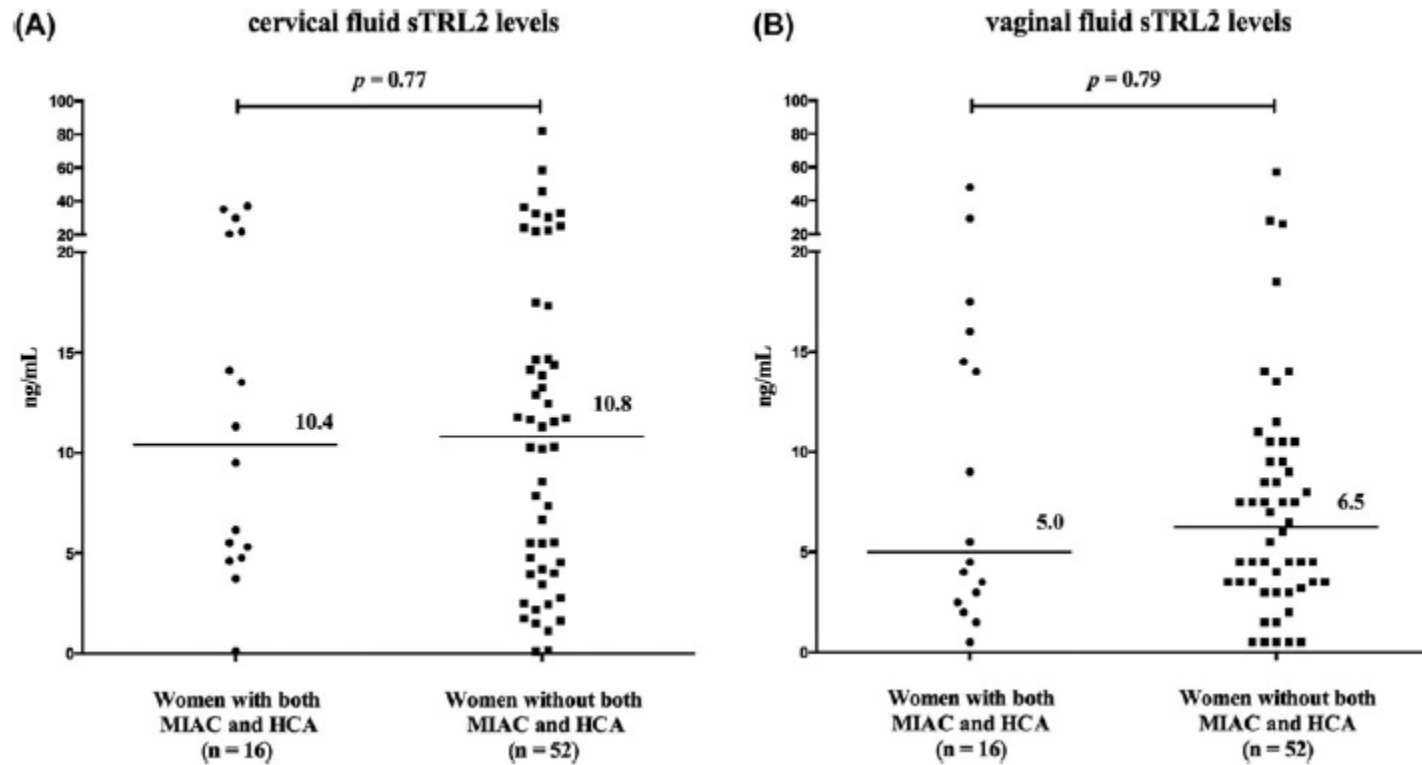 (A) cervical fluid sTRL2 levels
p = 0.77
100
80
60
40
20
20
15
10
5
0
ng/mL
10.4
10.8
Women with both
MIAC and HCA
(n = 16)
Women without both
MIAC and HCA
(n = 52)
(B) vaginal fluid sTRL2 levels
p = 0.79
100
80
60
40
20
20
15
10
5
0
ng/mL
5.0
6.5
Women with both
MIAC and HCA
(n = 16)
Women without both
MIAC and HCA
(n = 52)